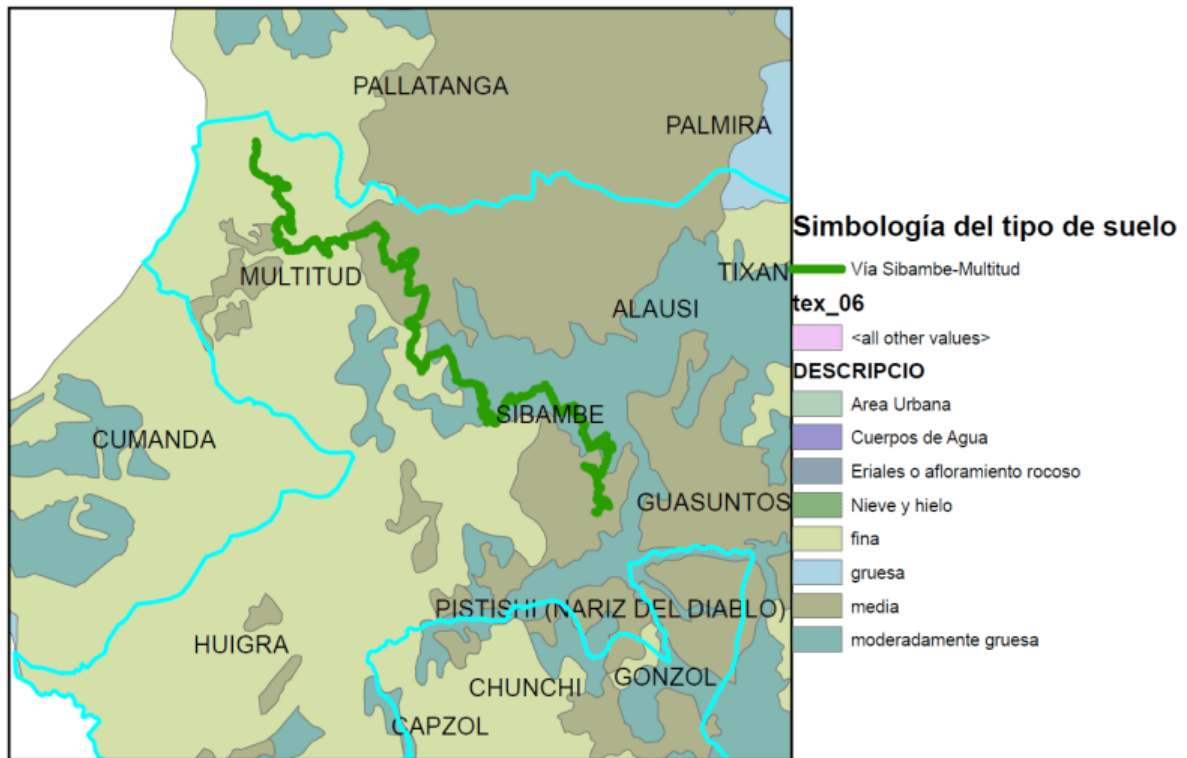 PALLATANGA
PALMIRA
MULTITUD
TIXAN
ALAUSI
SIBAMBE
CUMANDA
GUASUNTOS
PISTISHI (NARIZ DEL DIABLO)
HUIGRA
GONZOL
CHUNCHI
CAPZOL
Simbología del tipo de suelo
Vía Sibambe-Multitud
tex_06
<all other values>
DESCRIPCIO
Area Urbana
Cuerpos de Agua
Eriales o afloramiento rocoso
Nieve y hielo
fina
gruesa
media
moderadamente gruesa